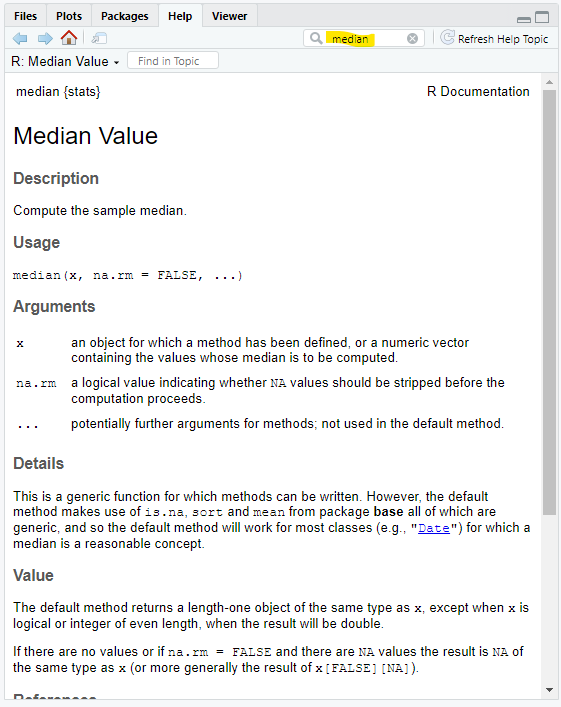 Files Plots Packages Help Viewer
median Refresh Help Topic
R: Median Value Find in Topic
median {stats} R Documentation
Median Value
Description
Compute the sample median.
Usage
median(x, na.rm = FALSE, ...)
Arguments
x an object for which a method has been defined, or a numeric vector
containing the values whose median is to be computed.
na.rm a logical value indicating whether NA values should be stripped before the
computation proceeds.
... potentially further arguments for methods; not used in the default method.
Details
This is a generic function for which methods can be written. However, the default
method makes use of is.na, sort and mean from package base all of which are
generic, and so the default method will work for most classes (e.g., "Date") for which a
median is a reasonable concept.
Value
The default method returns a length-one object of the same type as x, except when x is
logical or integer of even length, when the result will be double.
If there are no values or if na.rm = FALSE and there are NA values the result is NA of
the same type as x (or more generally the result of x[FALSE][NA]).
References